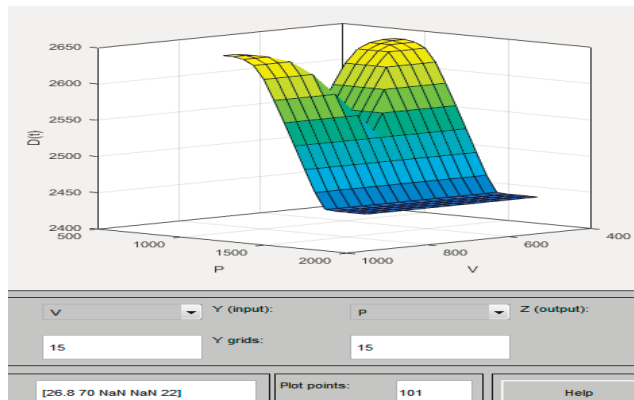 2650
2600
2550
2500
2450
2400
D(t)
500
1000
1500
2000
P
1000
800
600
400
V
V
Y (input):
P
Z (output):
15
Y grids:
15
[26.8 70 NaN NaN 22]
Plot points:
101
Help